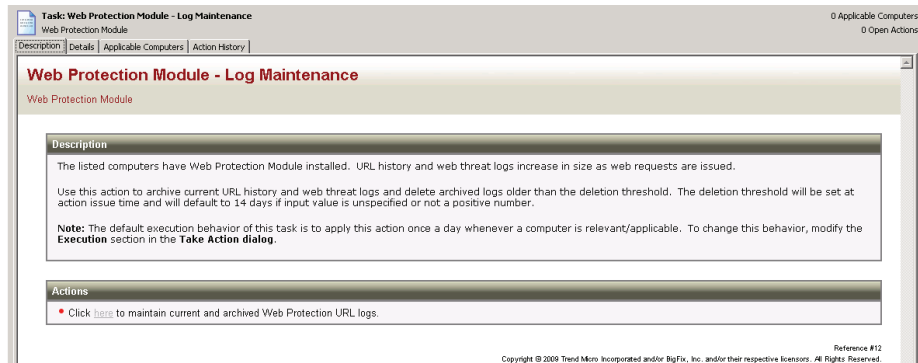 Task: Web Protection Module - Log Maintenance
0 Applicable Computers
Web Protection Module
0 Open Actions
Description Details Applicable Computers Action History
Web Protection Module - Log Maintenance
Web Protection Module
Description
The listed computers have Web Protection Module installed. URL history and web threat logs increase in size as web requests are issued.
Use this action to archive current URL history and web threat logs and delete archived logs older than the deletion threshold. The deletion threshold will be set at
action issue time and will default to 14 days if input value is unspecified or not a positive number.
Note: The default execution behavior of this task is to apply this action once a day whenever a computer is relevant/applicable. To change this behavior, modify the
Execution section in the Take Action dialog.
Actions
Click here to maintain current and archived Web Protection URL logs.
Reference #12
Copyright © 2009 Trend Micro Incorporated and/or BigFix, Inc. and/or their respective licensors. All Rights Reserved.